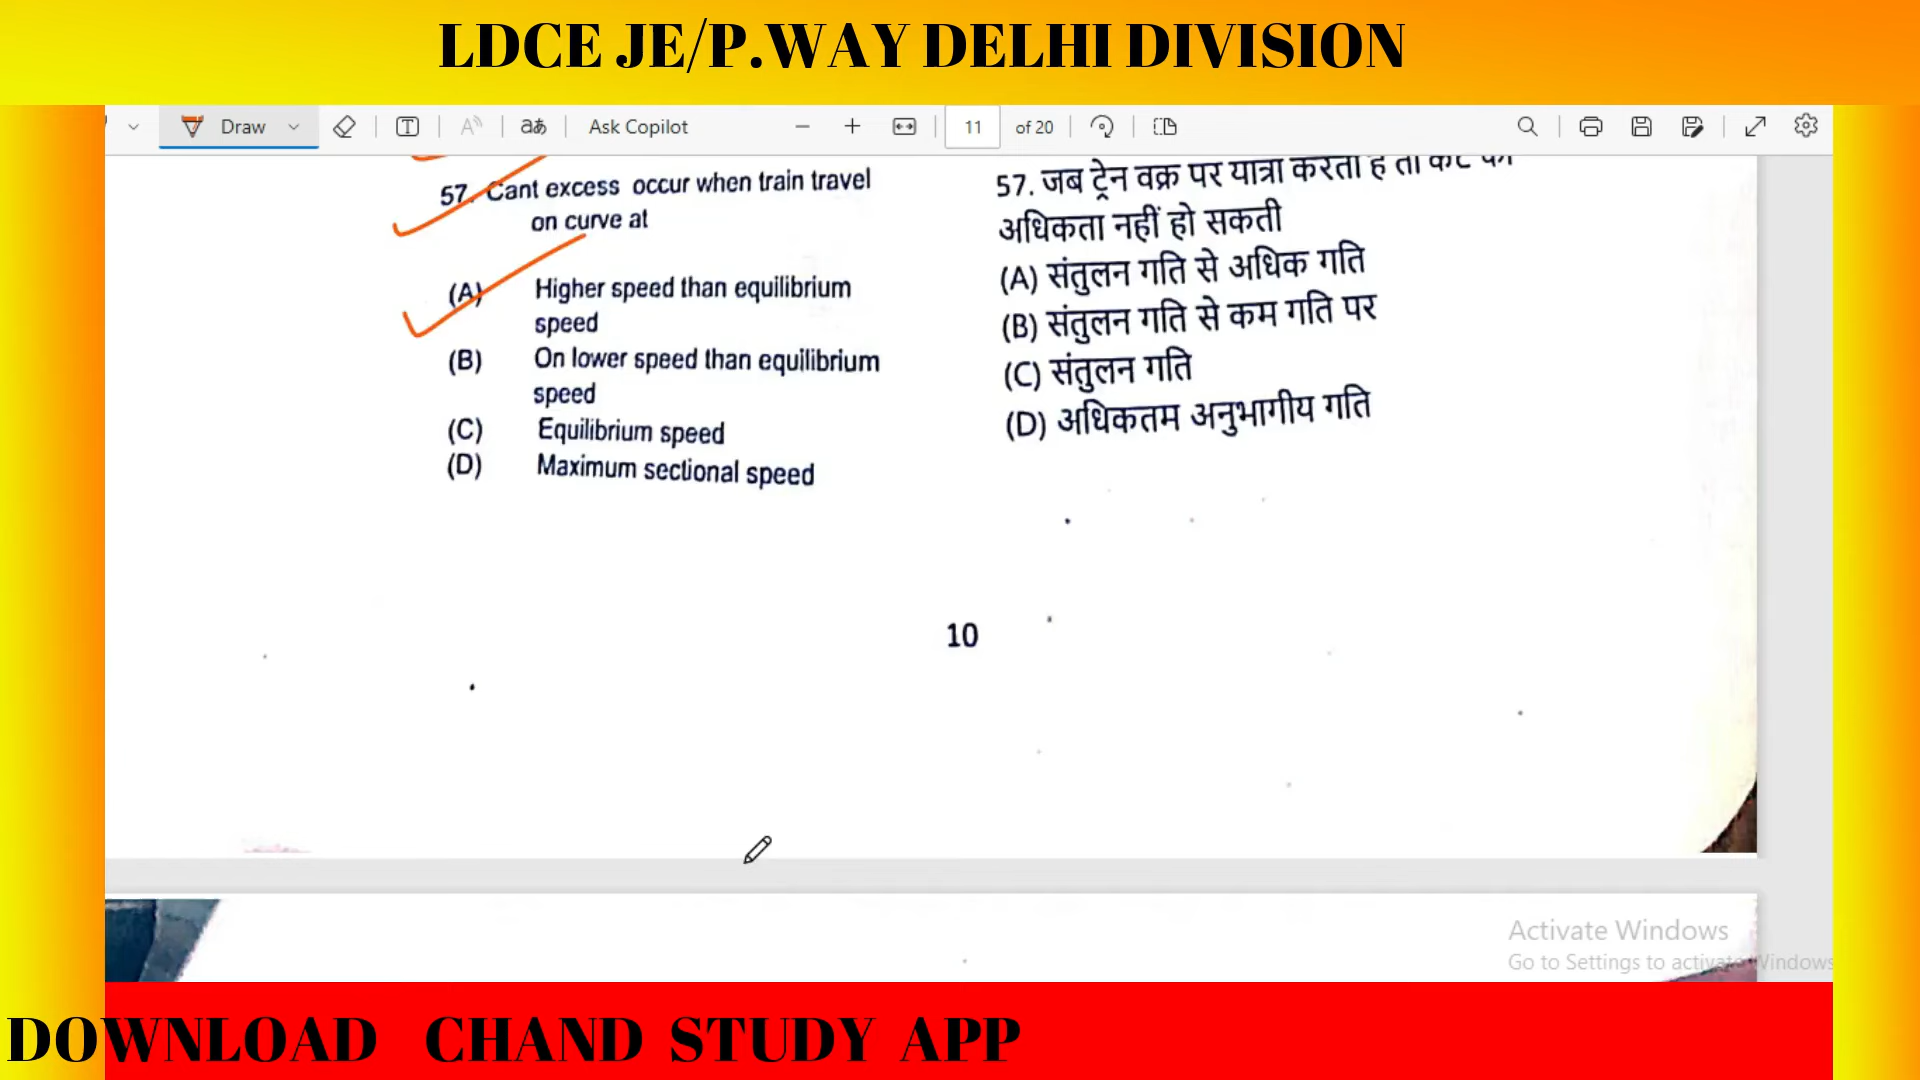 LDCE JE/P.WAY DELHI DIVISION
Draw
Ask Copilot
11 of 20
57. Cant excess occur when train travel
on curve at
(A) Higher speed than equilibrium
speed
(B) On lower speed than equilibrium
speed
(C) Equilibrium speed
(D) Maximum sectional speed
57. जब ट्रेन वक्र पर यात्रा करती है तो कैंट की
अधिकता नहीं हो सकती
(A) संतुलन गति से अधिक गति
(B) संतुलन गति से कम गति पर
(C) संतुलन गति
(D) अधिकतम अनुभागीय गति
10
Activate Windows
Go to Settings to activate Windows
DOWNLOAD CHAND STUDY APP